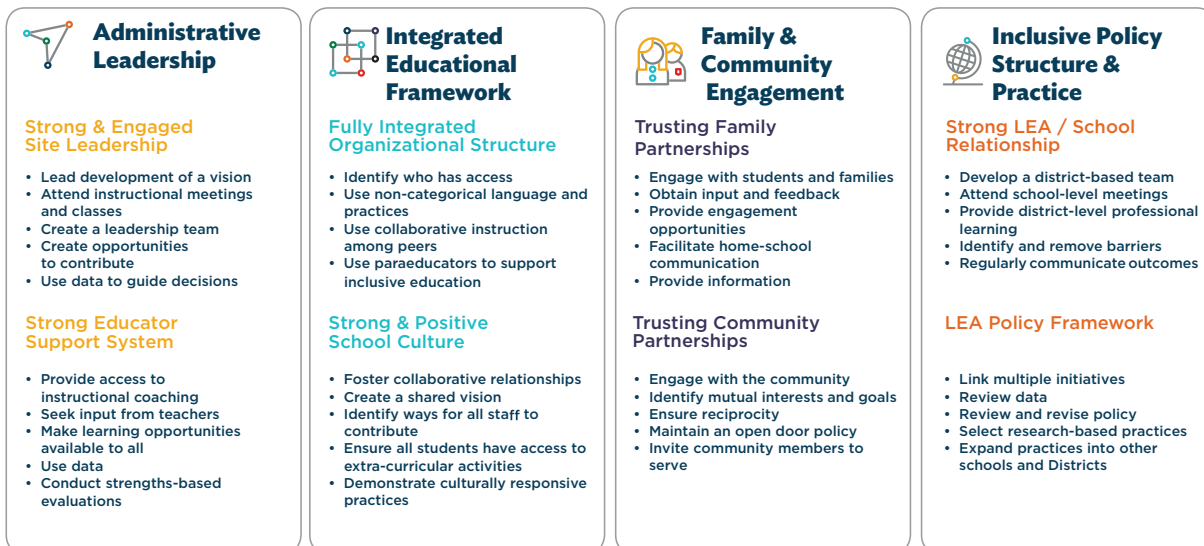 Administrative
Leadership
Strong & Engaged
Site Leadership
• Lead development of a vision
• Attend instructional meetings
and classes
• Create a leadership team
• Create opportunities
to contribute
• Use data to guide decisions
Strong Educator
Support System
• Provide access to
instructional coaching
• Seek input from teachers
• Make learning opportunities
available to all
• Use data
• Conduct strengths-based
evaluations
Integrated
Educational
Framework
Fully Integrated
Organizational Structure
• Identify who has access
• Use non-categorical language and
practices
• Use collaborative instruction
among peers
• Use paraeducators to support
inclusive education
Strong & Positive
School Culture
• Foster collaborative relationships
• Create a shared vision
• Identify ways for all staff to
contribute
• Ensure all students have access to
extra-curricular activities
• Demonstrate culturally responsive
practices
Family &
Community
Engagement
Trusting Family
Partnerships
• Engage with students and families
• Obtain input and feedback
• Provide engagement
opportunities
• Facilitate home-school
communication
• Provide information
Trusting Community
Partnerships
• Engage with the community
• Identify mutual interests and goals
• Ensure reciprocity
• Maintain an open door policy
• Invite community members to
serve
Inclusive Policy
Structure &
Practice
Strong LEA / School
Relationship
• Develop a district-based team
• Attend school-level meetings
• Provide district-level professional
learning
• Identify and remove barriers
• Regularly communicate outcomes
LEA Policy Framework
• Link multiple initiatives
• Review data
• Review and revise policy
• Select research-based practices
• Expand practices into other
schools and Districts